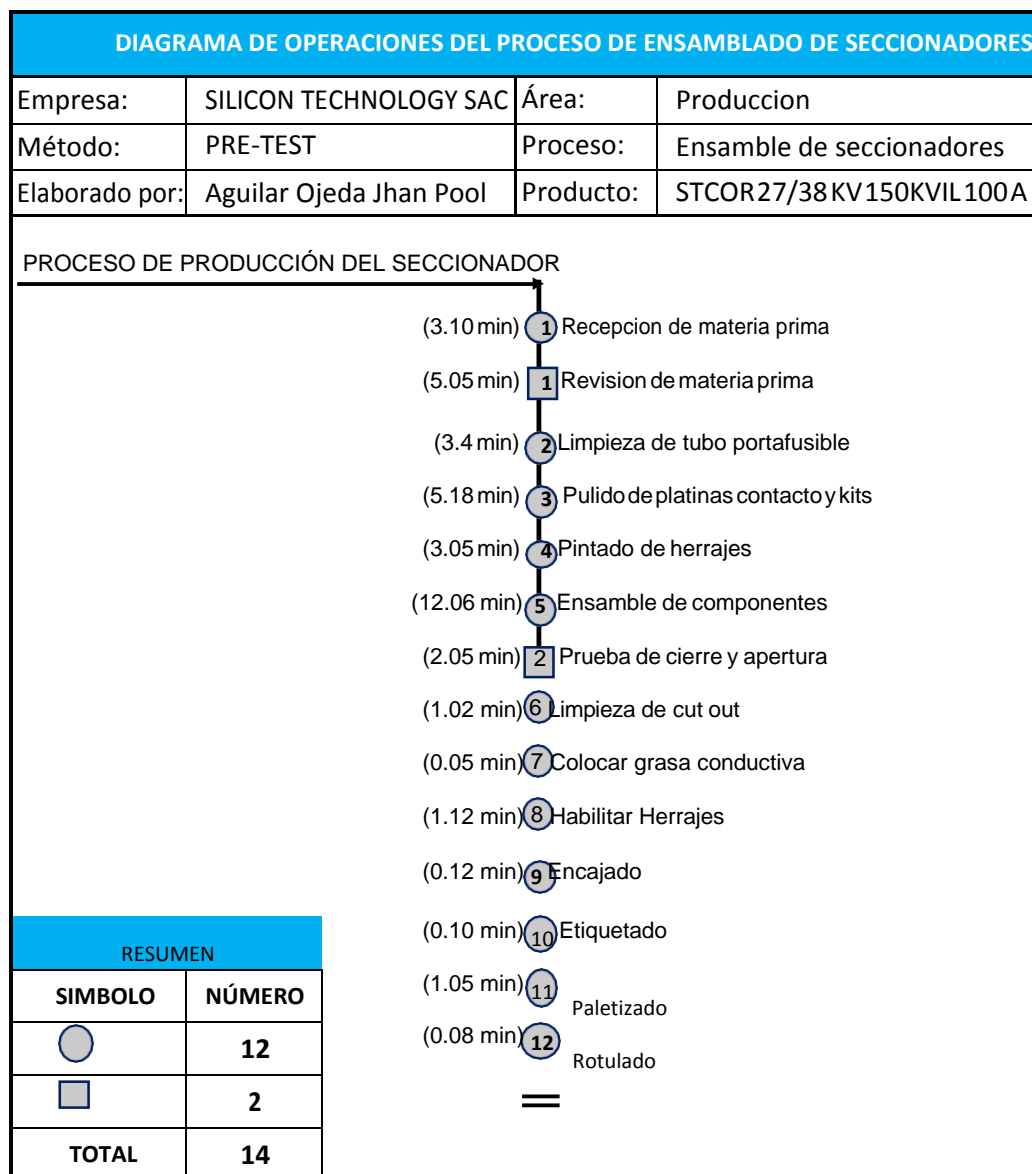 DIAGRAMA DE OPERACIONES DEL PROCESO DE ENSAMBLADO DE SECCIONADORES
Empresa: SILICON TECHNOLOGY SAC Área: Produccion
Método: PRE-TEST Proceso: Ensamble de seccionadores
Elaborado por: Aguilar Ojeda Jhan Pool Producto: STCOR27/38KV150KVIL100A
PROCESO DE PRODUCCIÓN DEL SECCIONADOR
(3.10 min) 1 Recepcion de materia prima
(5.05 min) 1 Revision de materia prima
(3.4 min) 2 Limpieza de tubo portafusible
(5.18 min) 3 Pulido de platinas contacto y kits
(3.05 min) 4 Pintado de herrajes
(12.06 min) 5 Ensamble de componentes
(2.05 min) 2 Prueba de cierre y apertura
(1.02 min) 6 Limpieza de cut out
(0.05 min) 7 Colocar grasa conductiva
(1.12 min) 8 Habilitar Herrajes
(0.12 min) 9 Encajado
(0.10 min) 10 Etiquetado
(1.05 min) 11 Paletizado
(0.08 min) 12 Rotulado
RESUMEN
SIMBOLO NÚMERO
12
2
TOTAL 14